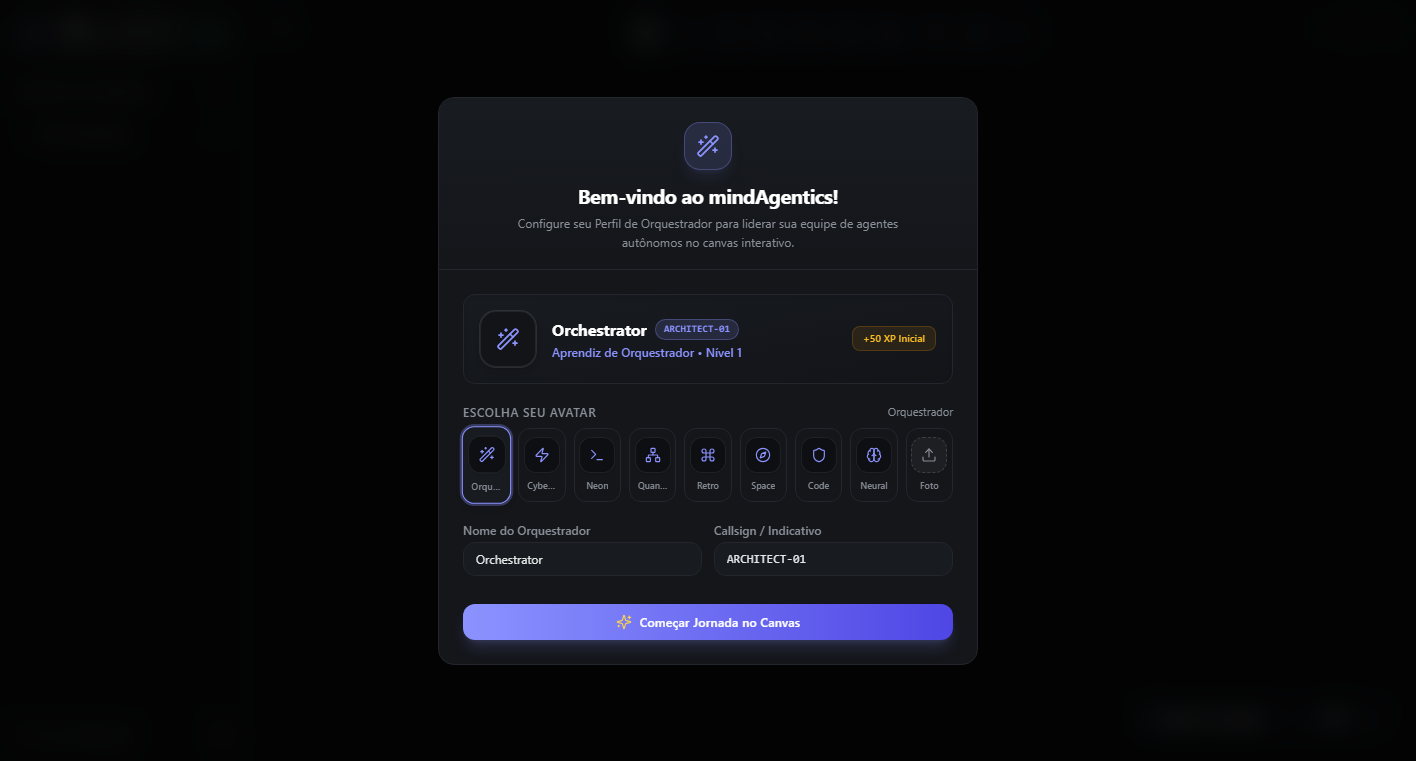 Bem-vindo ao mindAgentics!
Configure seu Perfil de Orquestrador para liderar sua equipe de agentes
autônomos no canvas interativo.
Orchestrator ARCHITECT-01
Aprendiz de Orquestrador • Nível 1
+50 XP Inicial
ESCOLHA SEU AVATAR
Orquestrador
Orqu...
Cybe...
Neon
Quan...
Retro
Space
Code
Neural
Foto
Nome do Orquestrador
Callsign / Indicativo
Orchestrator
ARCHITECT-01
Começar Jornada no Canvas